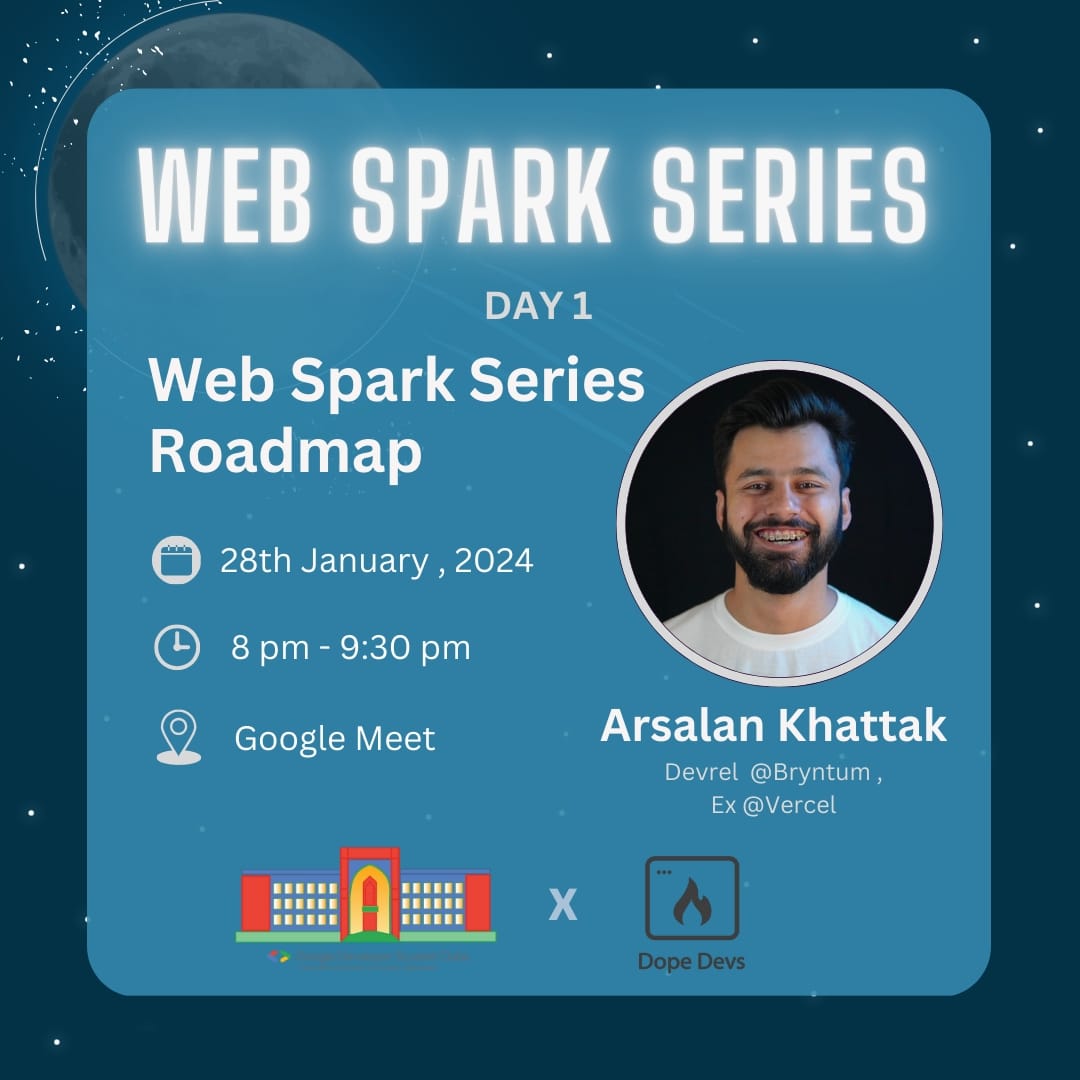 WEB SPARK SERIES
DAY 1
Web Spark Series
Roadmap
28th January , 2024
8 pm - 9:30 pm
Google Meet
Arsalan Khattak
Devrel @Bryntum ,
Ex @Vercel
X
Dope Devs